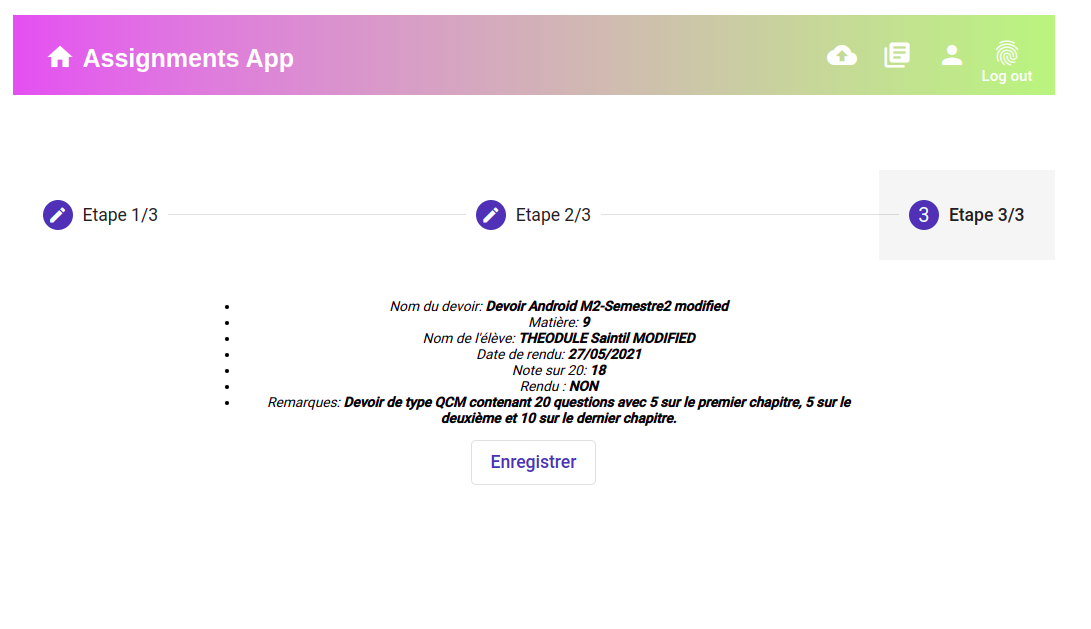 Assignments App
Log out
Etape 1/3
Etape 2/3
3 Etape 3/3
Nom du devoir: Devoir Android M2-Semestre2 modified
Matière: 9
Nom de l'élève: THEODULE Saintil MODIFIED
Date de rendu: 27/05/2021
Note sur 20: 18
Rendu : NON
Remarques: Devoir de type QCM contenant 20 questions avec 5 sur le premier chapitre, 5 sur le
deuxième et 10 sur le dernier chapitre.
Enregistrer